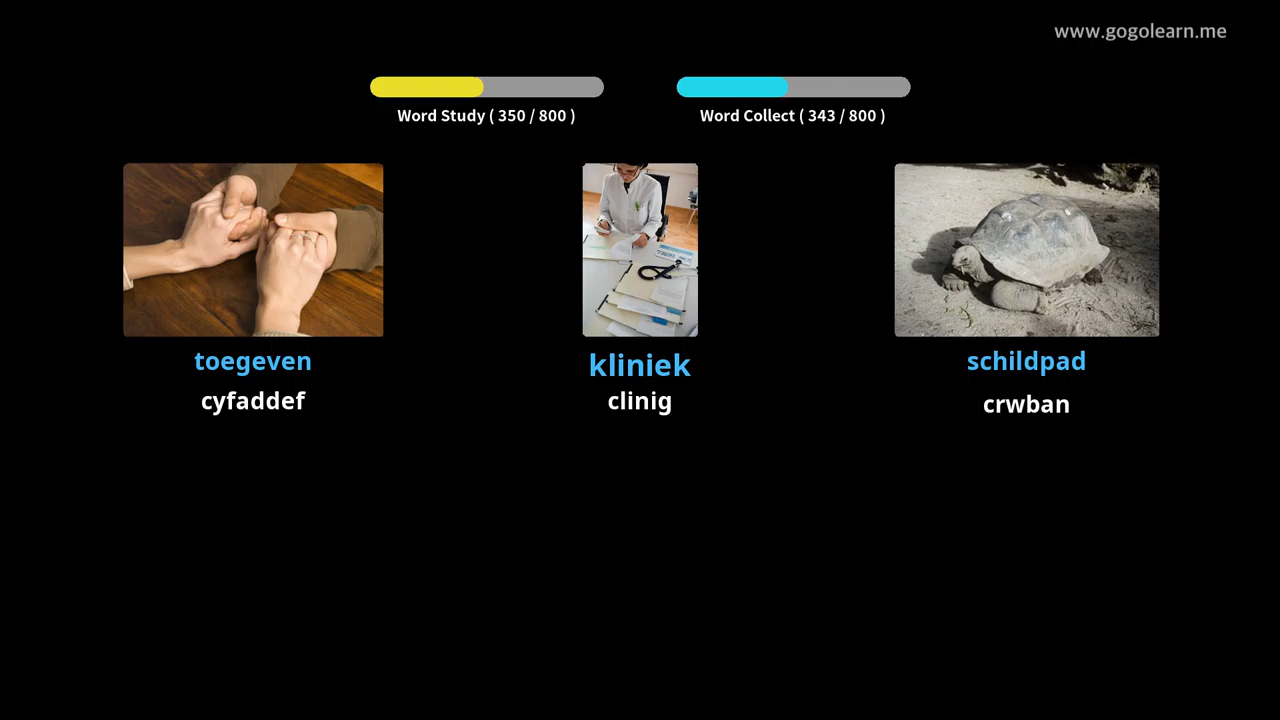 www.gogolearn.me
Word Study ( 350 / 800 )
Word Collect ( 343 / 800 )
toegeven
cyfaddef
kliniek
clinig
schildpad
crwban